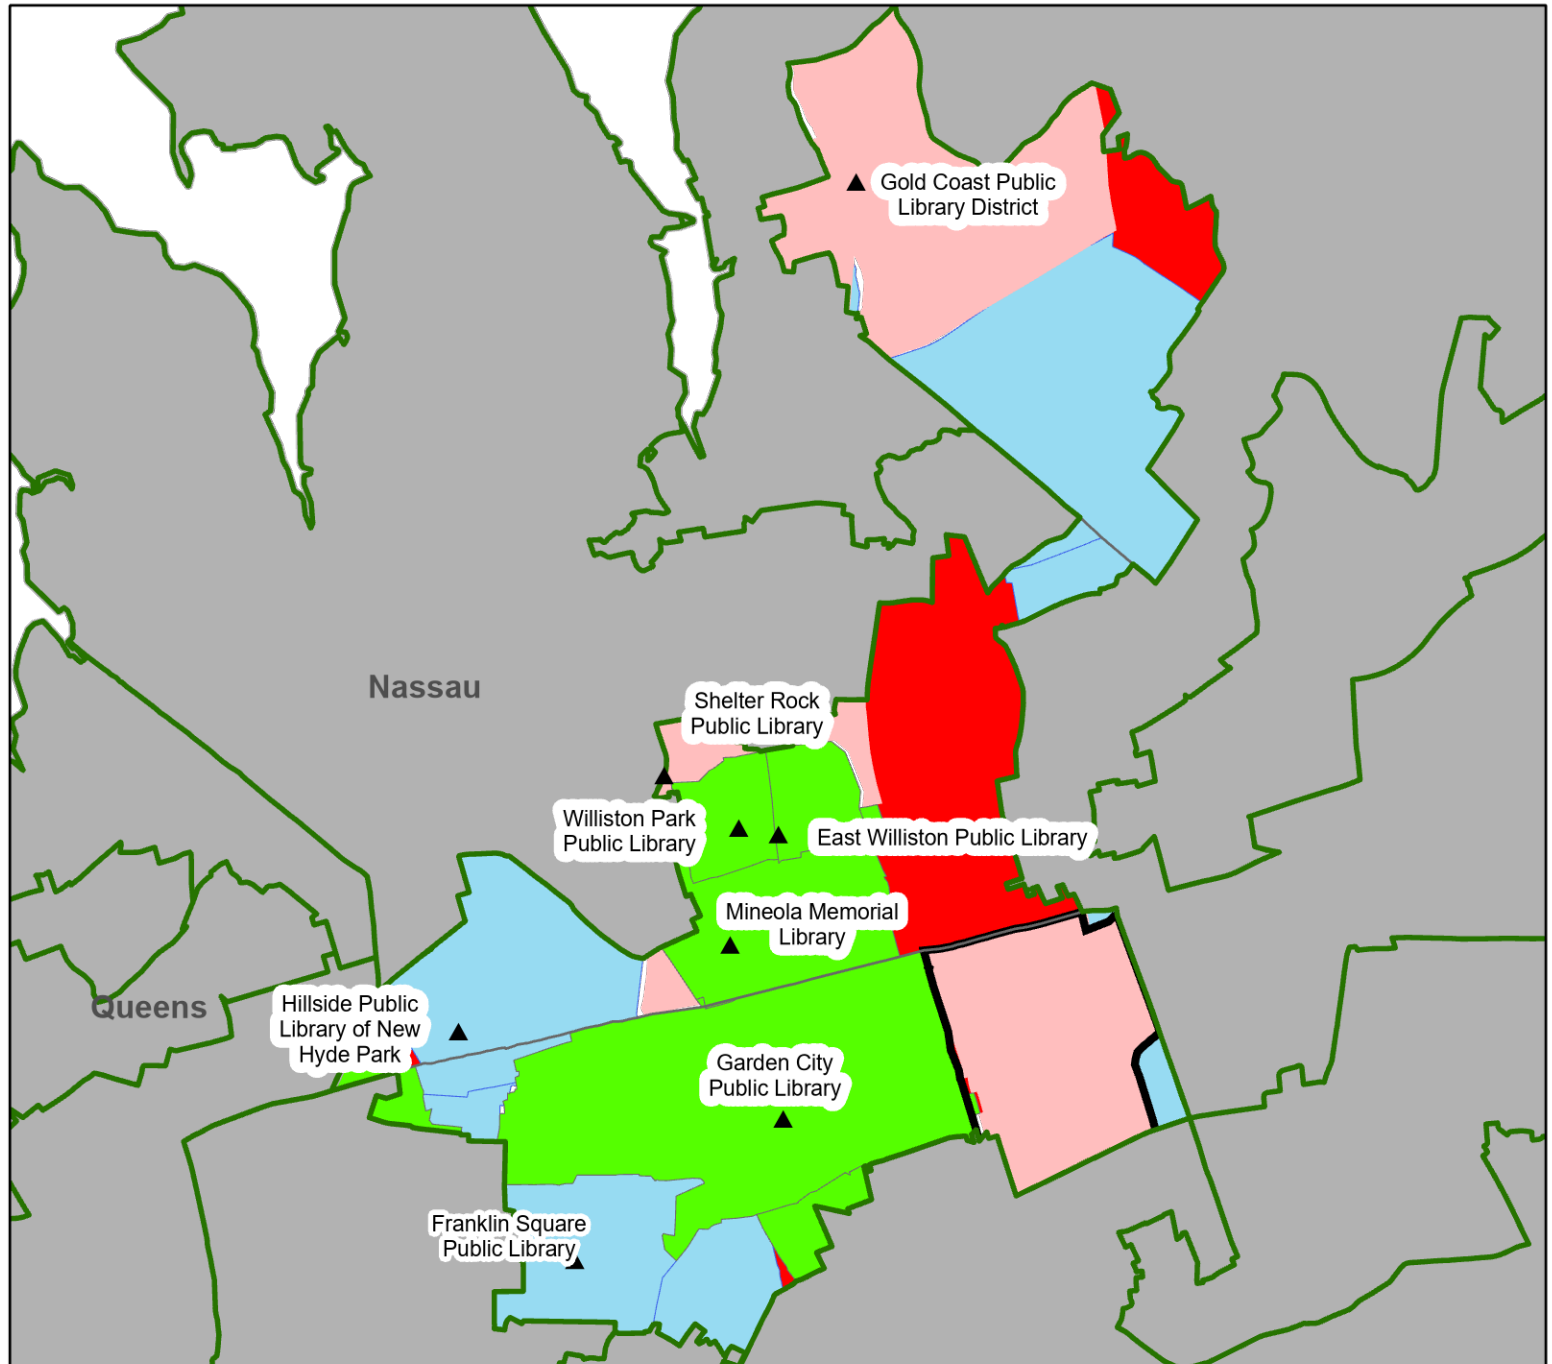 Gold Coast Public
Library District
Nassau
Shelter Rock
Public Library
Williston Park
Public Library
East Williston Public Library
Mineola Memorial
Library
Queens
Hillside Public
Library of New
Hyde Park
Garden City
Public Library
Franklin Square
Public Library